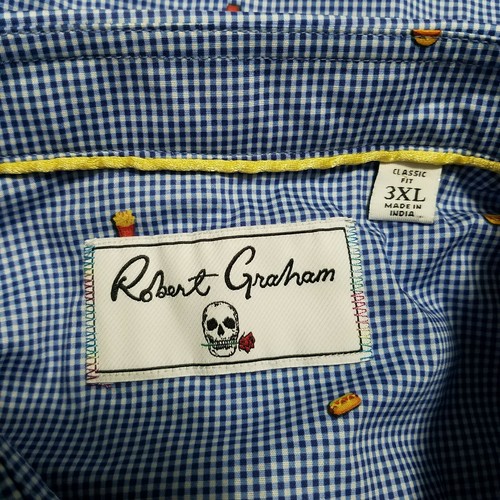 CLASSIC
FIT
3XL
MADE IN
INDIA
Robert Graham